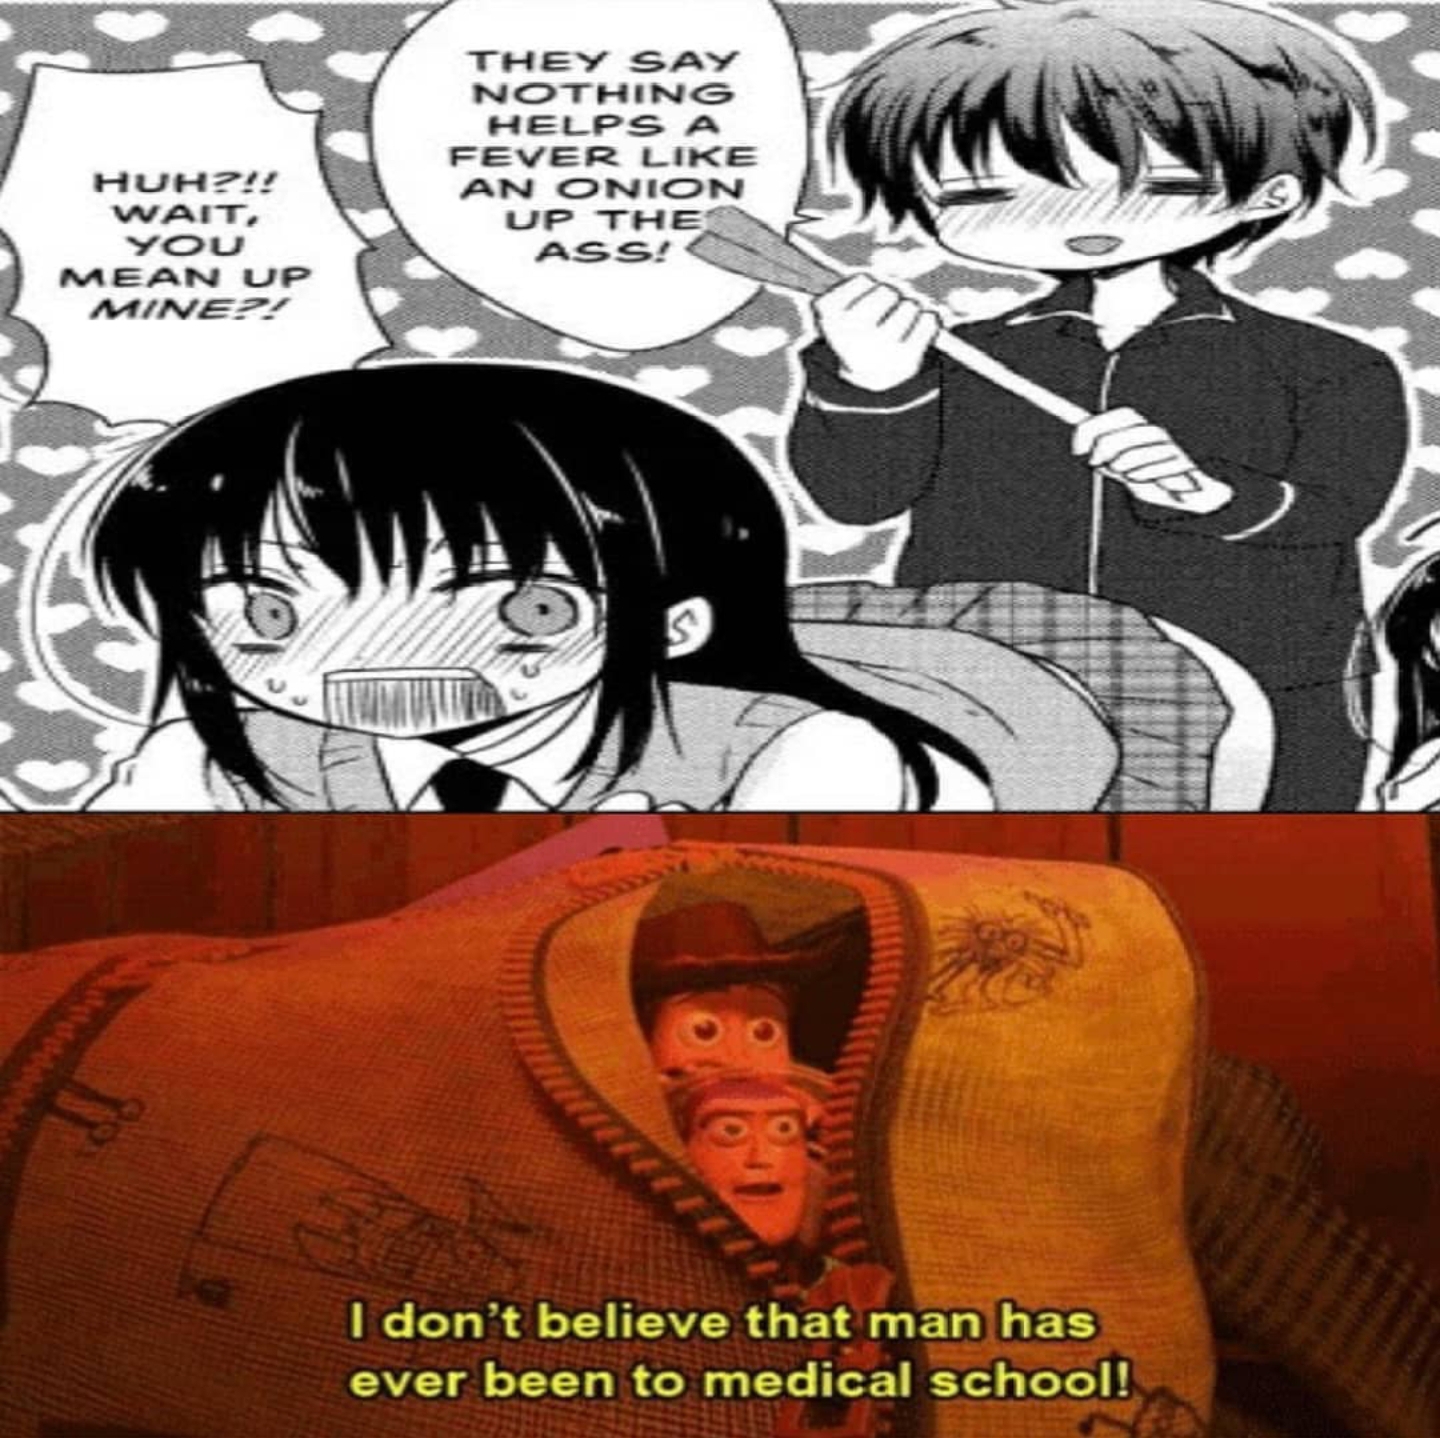 THEY SAY
NOTHING
HELPS A
FEVER LIKE
AN ONION
UP THE
ASS!
HUH?!!
WAIT,
YOU
MEAN UP
MINE?!
I don't believe that man has
ever been to medical school!